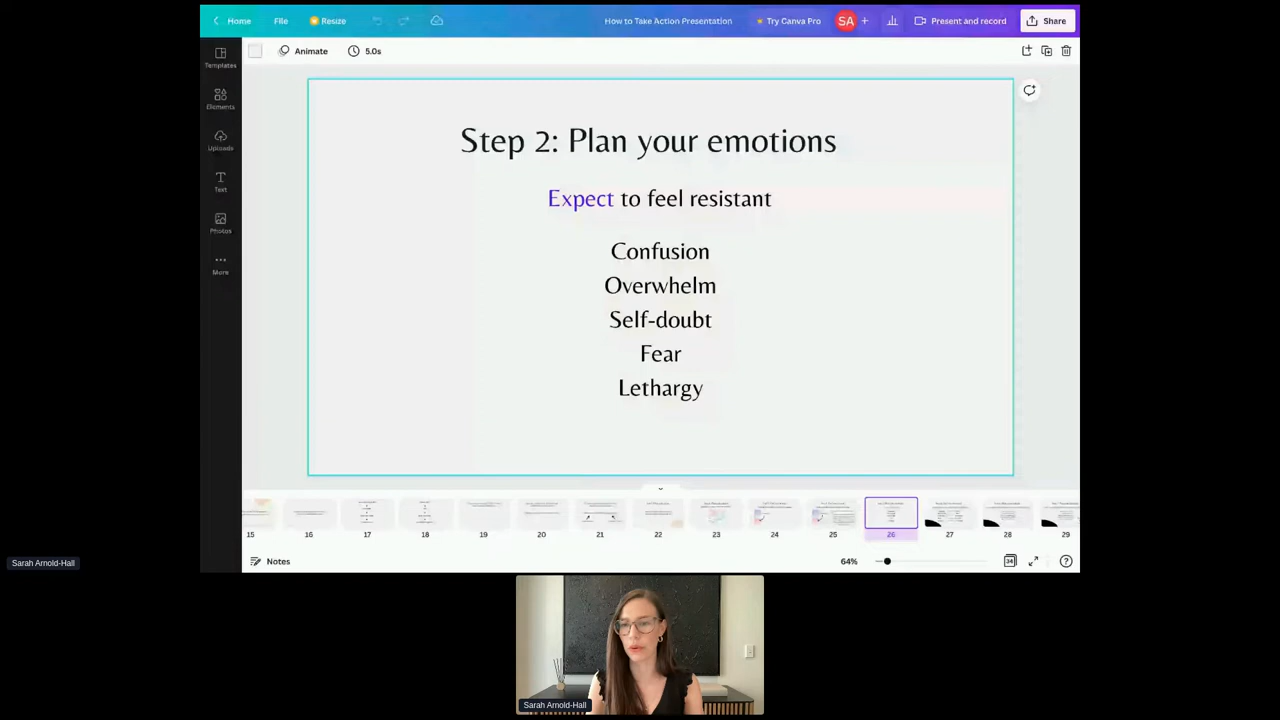 Home
File
Resize
How to Take Action Presentation
Try Canva Pro
SA
+
Present and record
Share
Templates
Animate
5.0s
Elements
Uploads
Text
Photos
More
Step 2: Plan your emotions
Expect to feel resistant
Confusion
Overwhelm
Self-doubt
Fear
Lethargy
15
16
17
18
19
20
21
22
23
24
25
26
27
28
29
Notes
64%
34
?
Sarah Arnold-Hall
Sarah Arnold-Hall